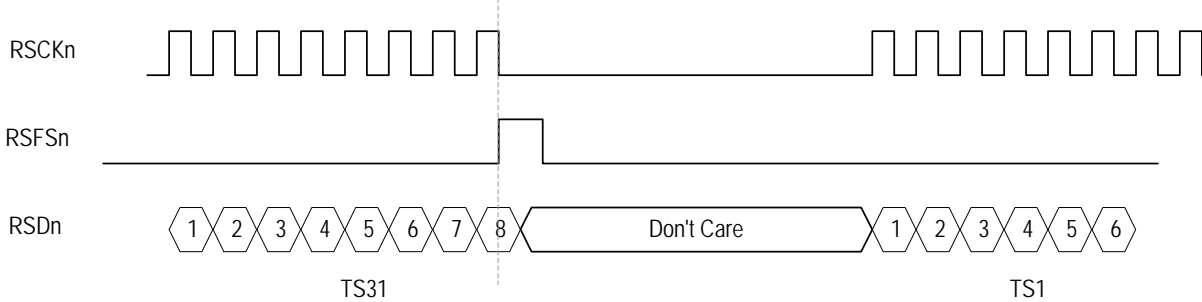 RSCKn
RSFSn
RSDn 1 2 3 4 5 6 7 8 Don't Care 1 2 3 4 5 6
TS31 TS1